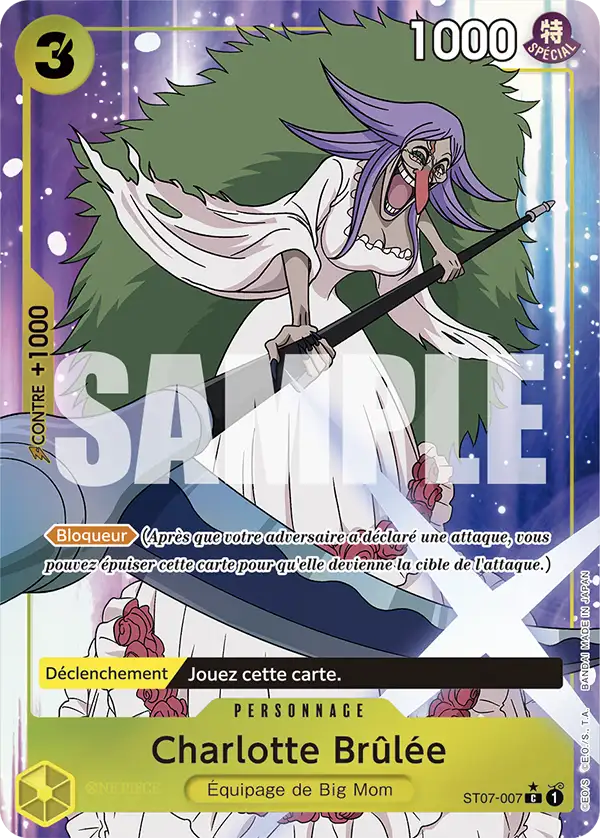 3
1000
特
SPÉCIAL
CONTRE +1000
SAMPLE
Bloqueur (Après que votre adversaire a déclaré une attaque, vous
pouvez épuiser cette carte pour qu'elle devienne la cible de l'attaque.)
Déclenchement Jouez cette carte.
PERSONNAGE
Charlotte Brûlée
Équipage de Big Mom
ONE PIECE
ST07-007 C 1
©E.O/S. ©E.O./S., T.A. BANDAI MADE IN JAPAN